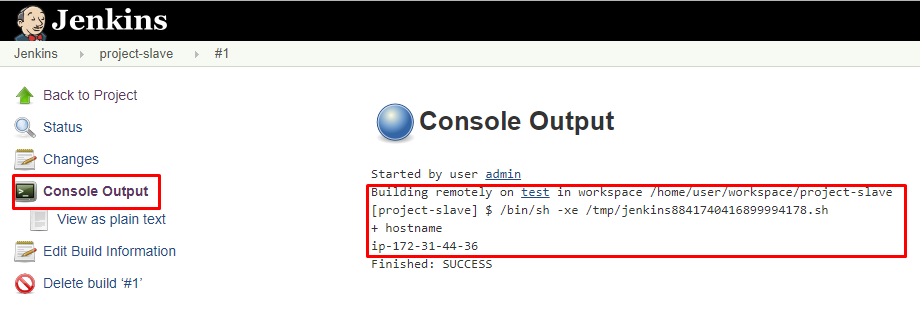 Jenkins
Jenkins project-slave #1
Back to Project
Status
Changes
Console Output
View as plain text
Edit Build Information
Delete build ‘#1’
Console Output
Started by user admin
Building remotely on test in workspace /home/user/workspace/project-slave
[project-slave] $ /bin/sh -xe /tmp/jenkins8841740416899994178.sh
+ hostname
ip-172-31-44-36
Finished: SUCCESS